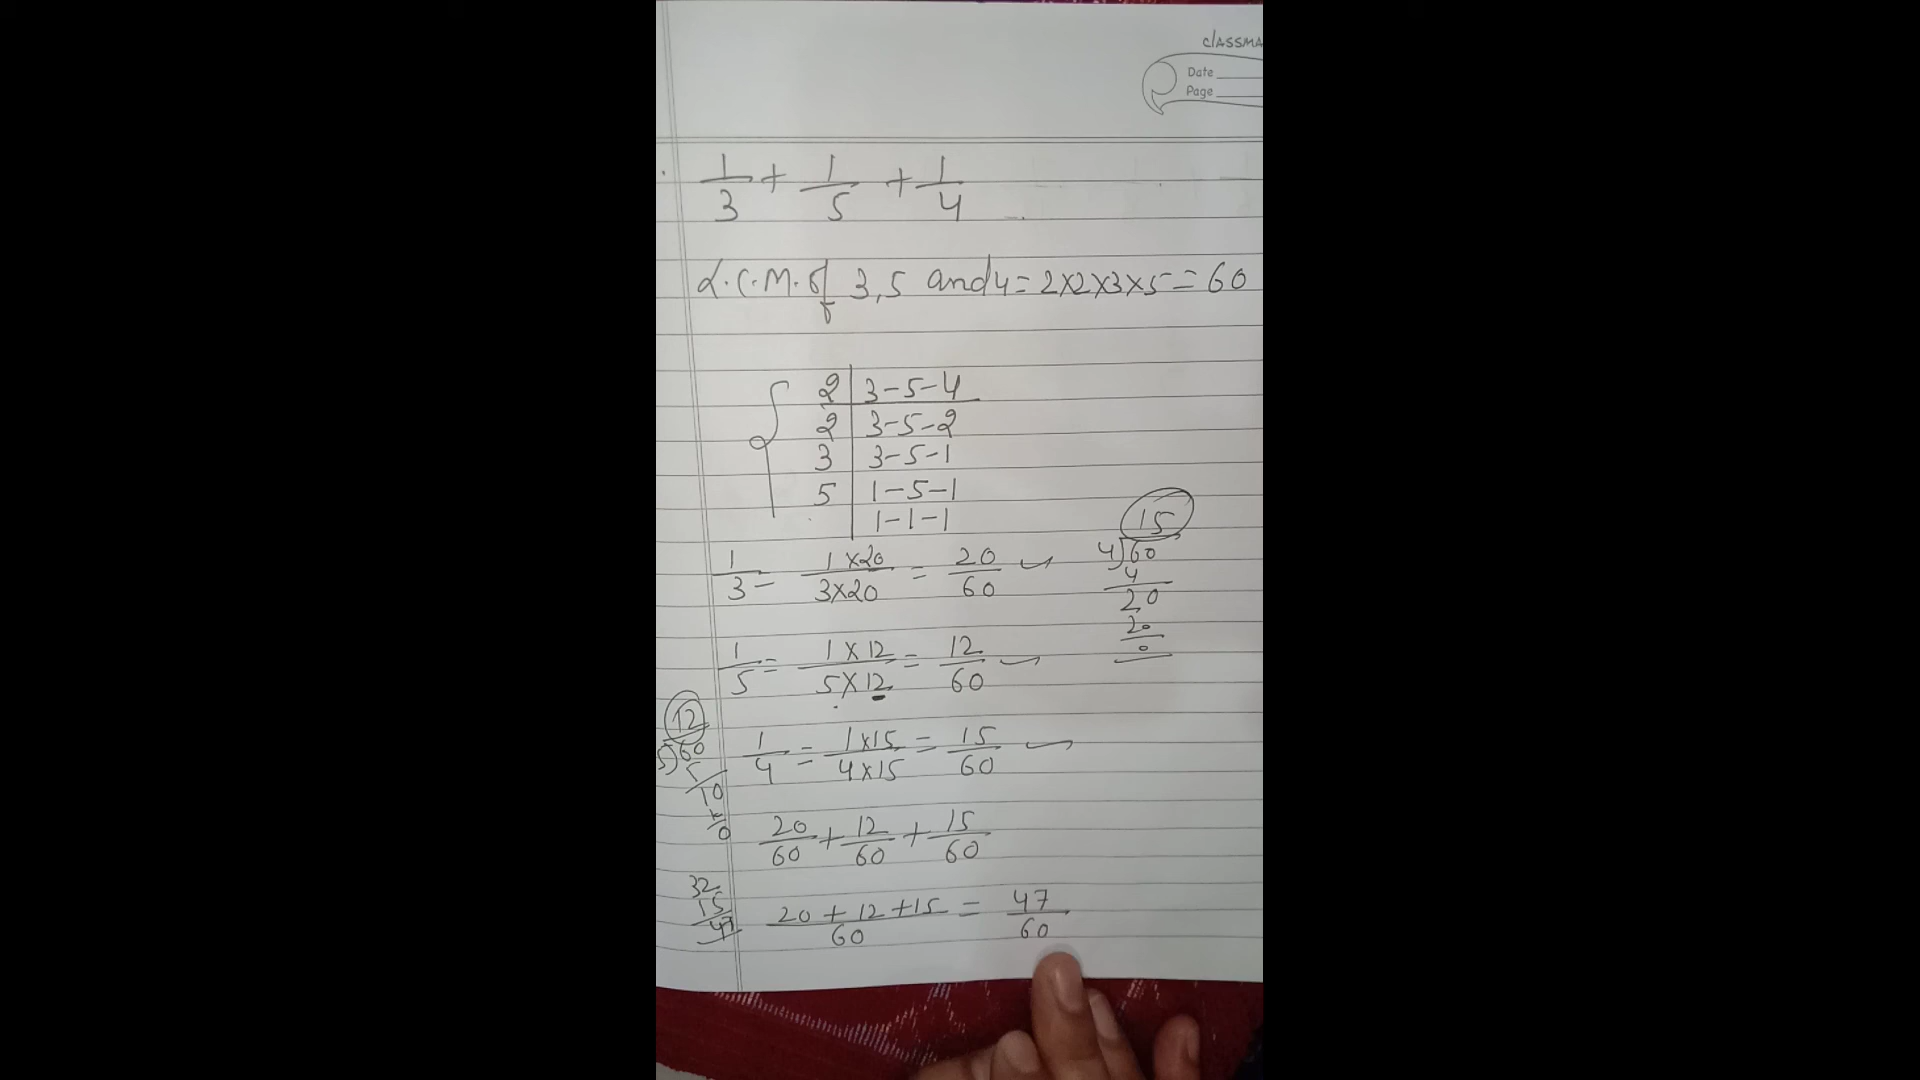 classma
Date
Page
1/3 + 1/5 + 1/4
L.C.M. of 3,5 and 4 = 2×2×3×5 = 60
2 | 3-5-4
2 | 3-5-2
3 | 3-5-1
5 | 1-5-1
1-1-1
1/3 = 1×20/3×20 = 20/60
15
4)60
4
20
20
0
1/5 = 1×12/5×12 = 12/60
12
5)60
5
10
0
1/4 = 1×15/4×15 = 15/60
20/60 + 12/60 + 15/60
32
15
47
20+12+15/60 = 47/60